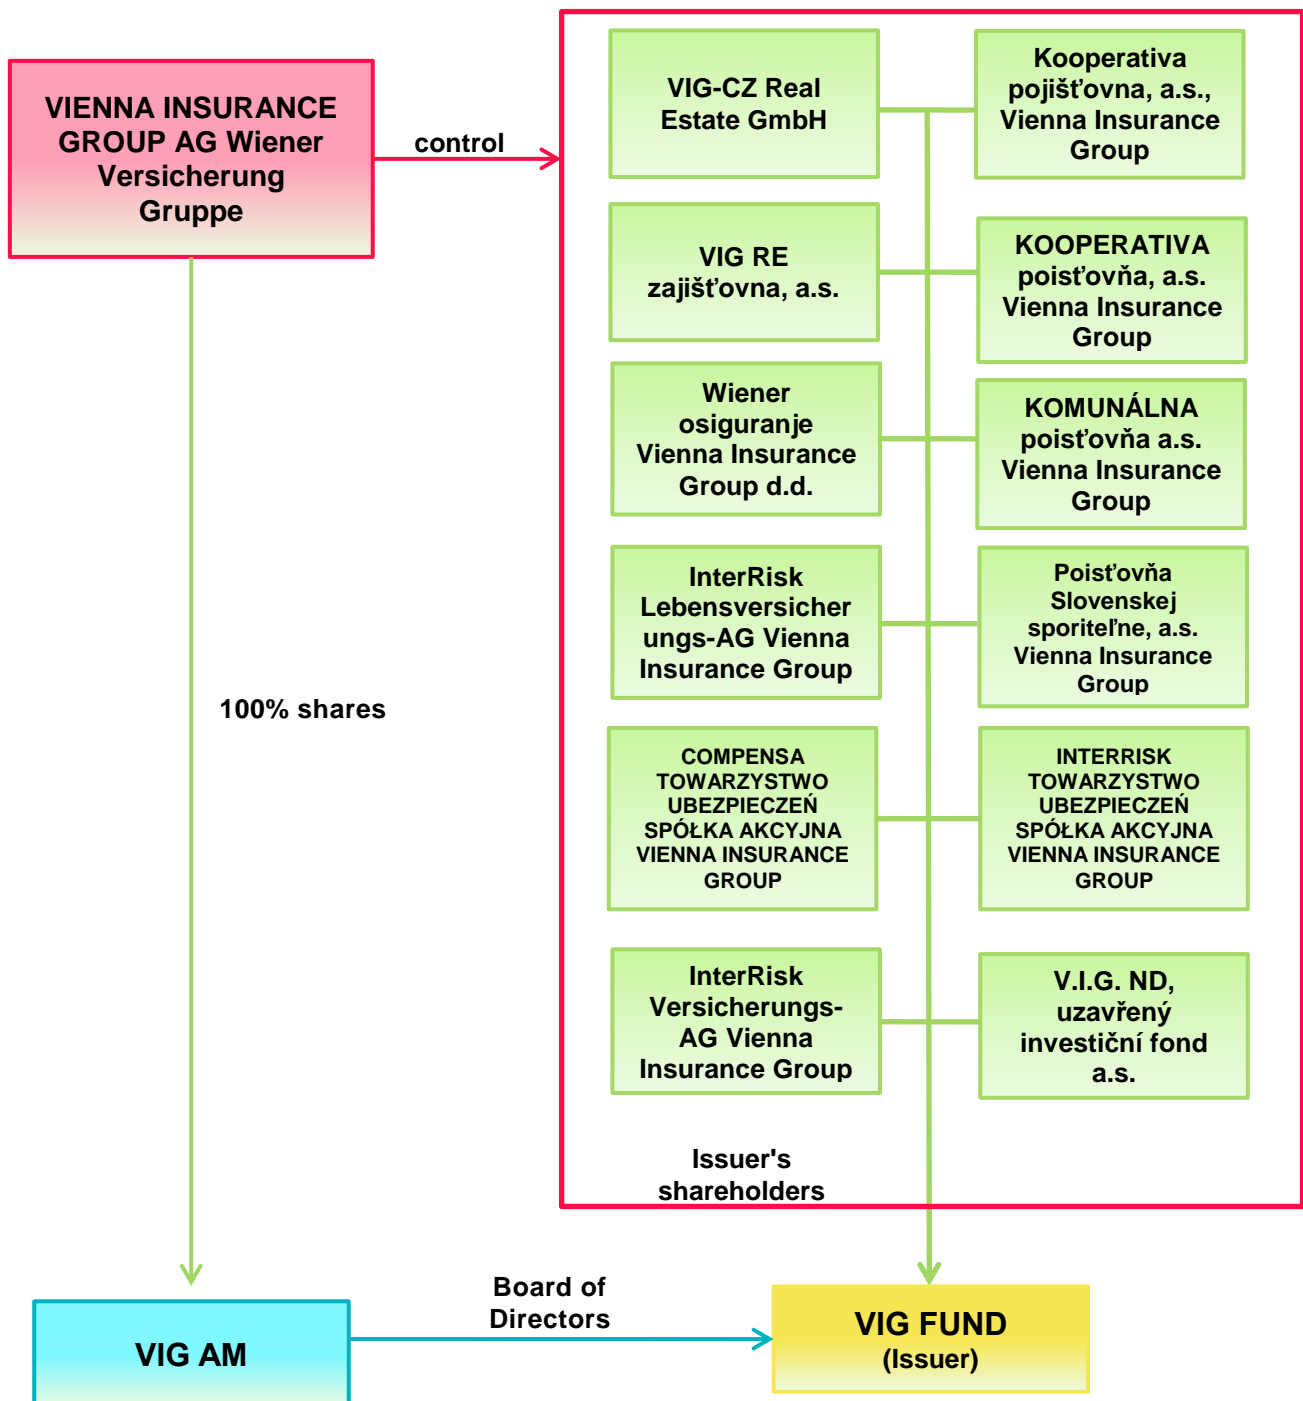 VIENNA INSURANCE
GROUP AG Wiener
Versicherung
Gruppe
control
VIG-CZ Real
Estate GmbH
Kooperativa
pojišťovna, a.s.,
Vienna Insurance
Group
VIG RE
zajišťovna, a.s.
KOOPERATIVA
poisťovňa, a.s.
Vienna Insurance
Group
Wiener
osiguranje
Vienna Insurance
Group d.d.
KOMUNÁLNA
poisťovňa a.s.
Vienna Insurance
Group
InterRisk
Lebensversicher
ungs-AG Vienna
Insurance Group
Poisťovňa
Slovenskej
sporiteľne, a.s.
Vienna Insurance
Group
100% shares
COMPENSA
TOWARZYSTWO
UBEZPIECZEŃ
SPÓŁKA AKCYJNA
VIENNA INSURANCE
GROUP
INTERRISK
TOWARZYSTWO
UBEZPIECZEŃ
SPÓŁKA AKCYJNA
VIENNA INSURANCE
GROUP
InterRisk
Versicherungs-
AG Vienna
Insurance Group
V.I.G. ND,
uzavřený
investiční fond
a.s.
Issuer's
shareholders
Board of
Directors
VIG AM
VIG FUND
(Issuer)